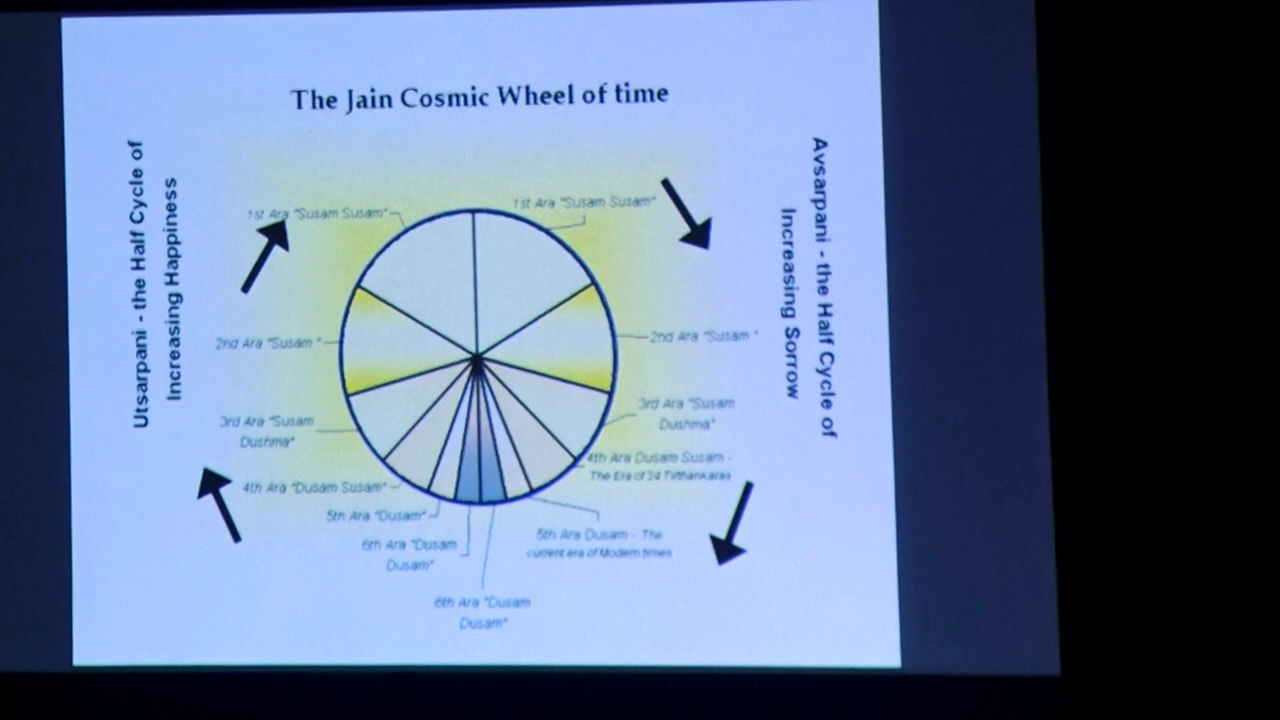 The Jain Cosmic Wheel of time
Utsarpani - the Half Cycle of
Increasing Happiness
Avsarpani - the Half Cycle of
Increasing Sorrow
1st Ara "Susam Susam"
1st Ara "Susam Susam"
2nd Ara "Susam "
2nd Ara "Susam "
3rd Ara "Susam
Dushma"
3rd Ara "Susam
Dushma"
4th Ara "Dusam Susam"
4th Ara Dusam Susam -
The Era of 24 Tirthankaras
5th Ara "Dusam"
5th Ara Dusam - The
current era of Modern times
6th Ara "Dusam
Dusam"
6th Ara "Dusam
Dusam"